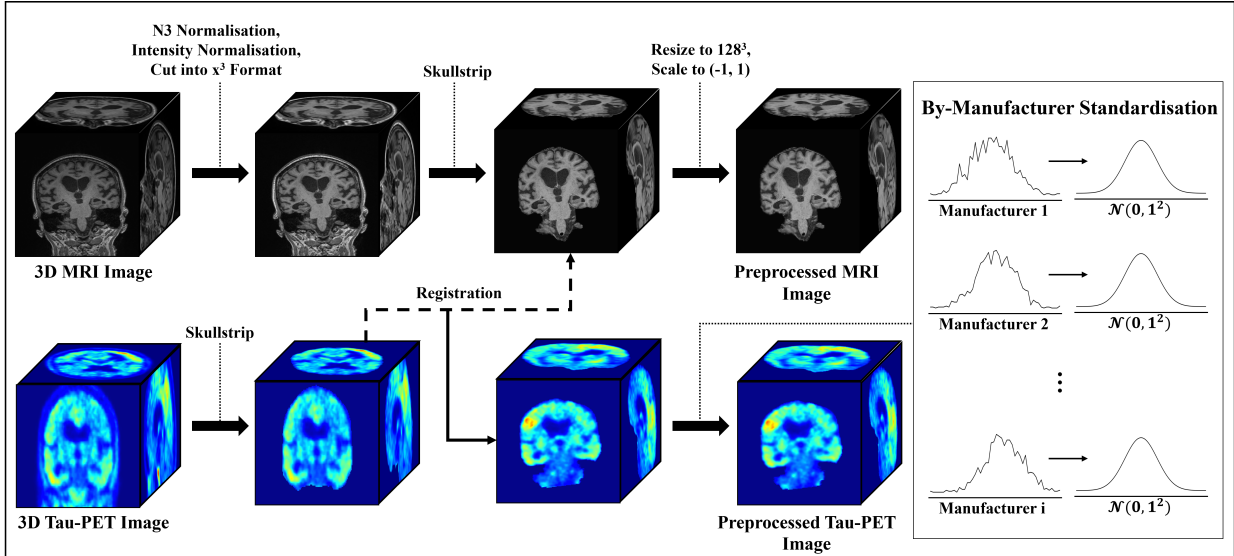 N3 Normalisation,
Intensity Normalisation,
Cut into x³ Format
Skullstrip
Resize to 128³,
Scale to (-1, 1)
3D MRI Image
Preprocessed MRI
Image
Registration
Skullstrip
3D Tau-PET Image
Preprocessed Tau-PET
Image
By-Manufacturer Standardisation
Manufacturer 1
𝒩(0, 1²)
Manufacturer 2
𝒩(0, 1²)
⋮
Manufacturer i
𝒩(0, 1²)